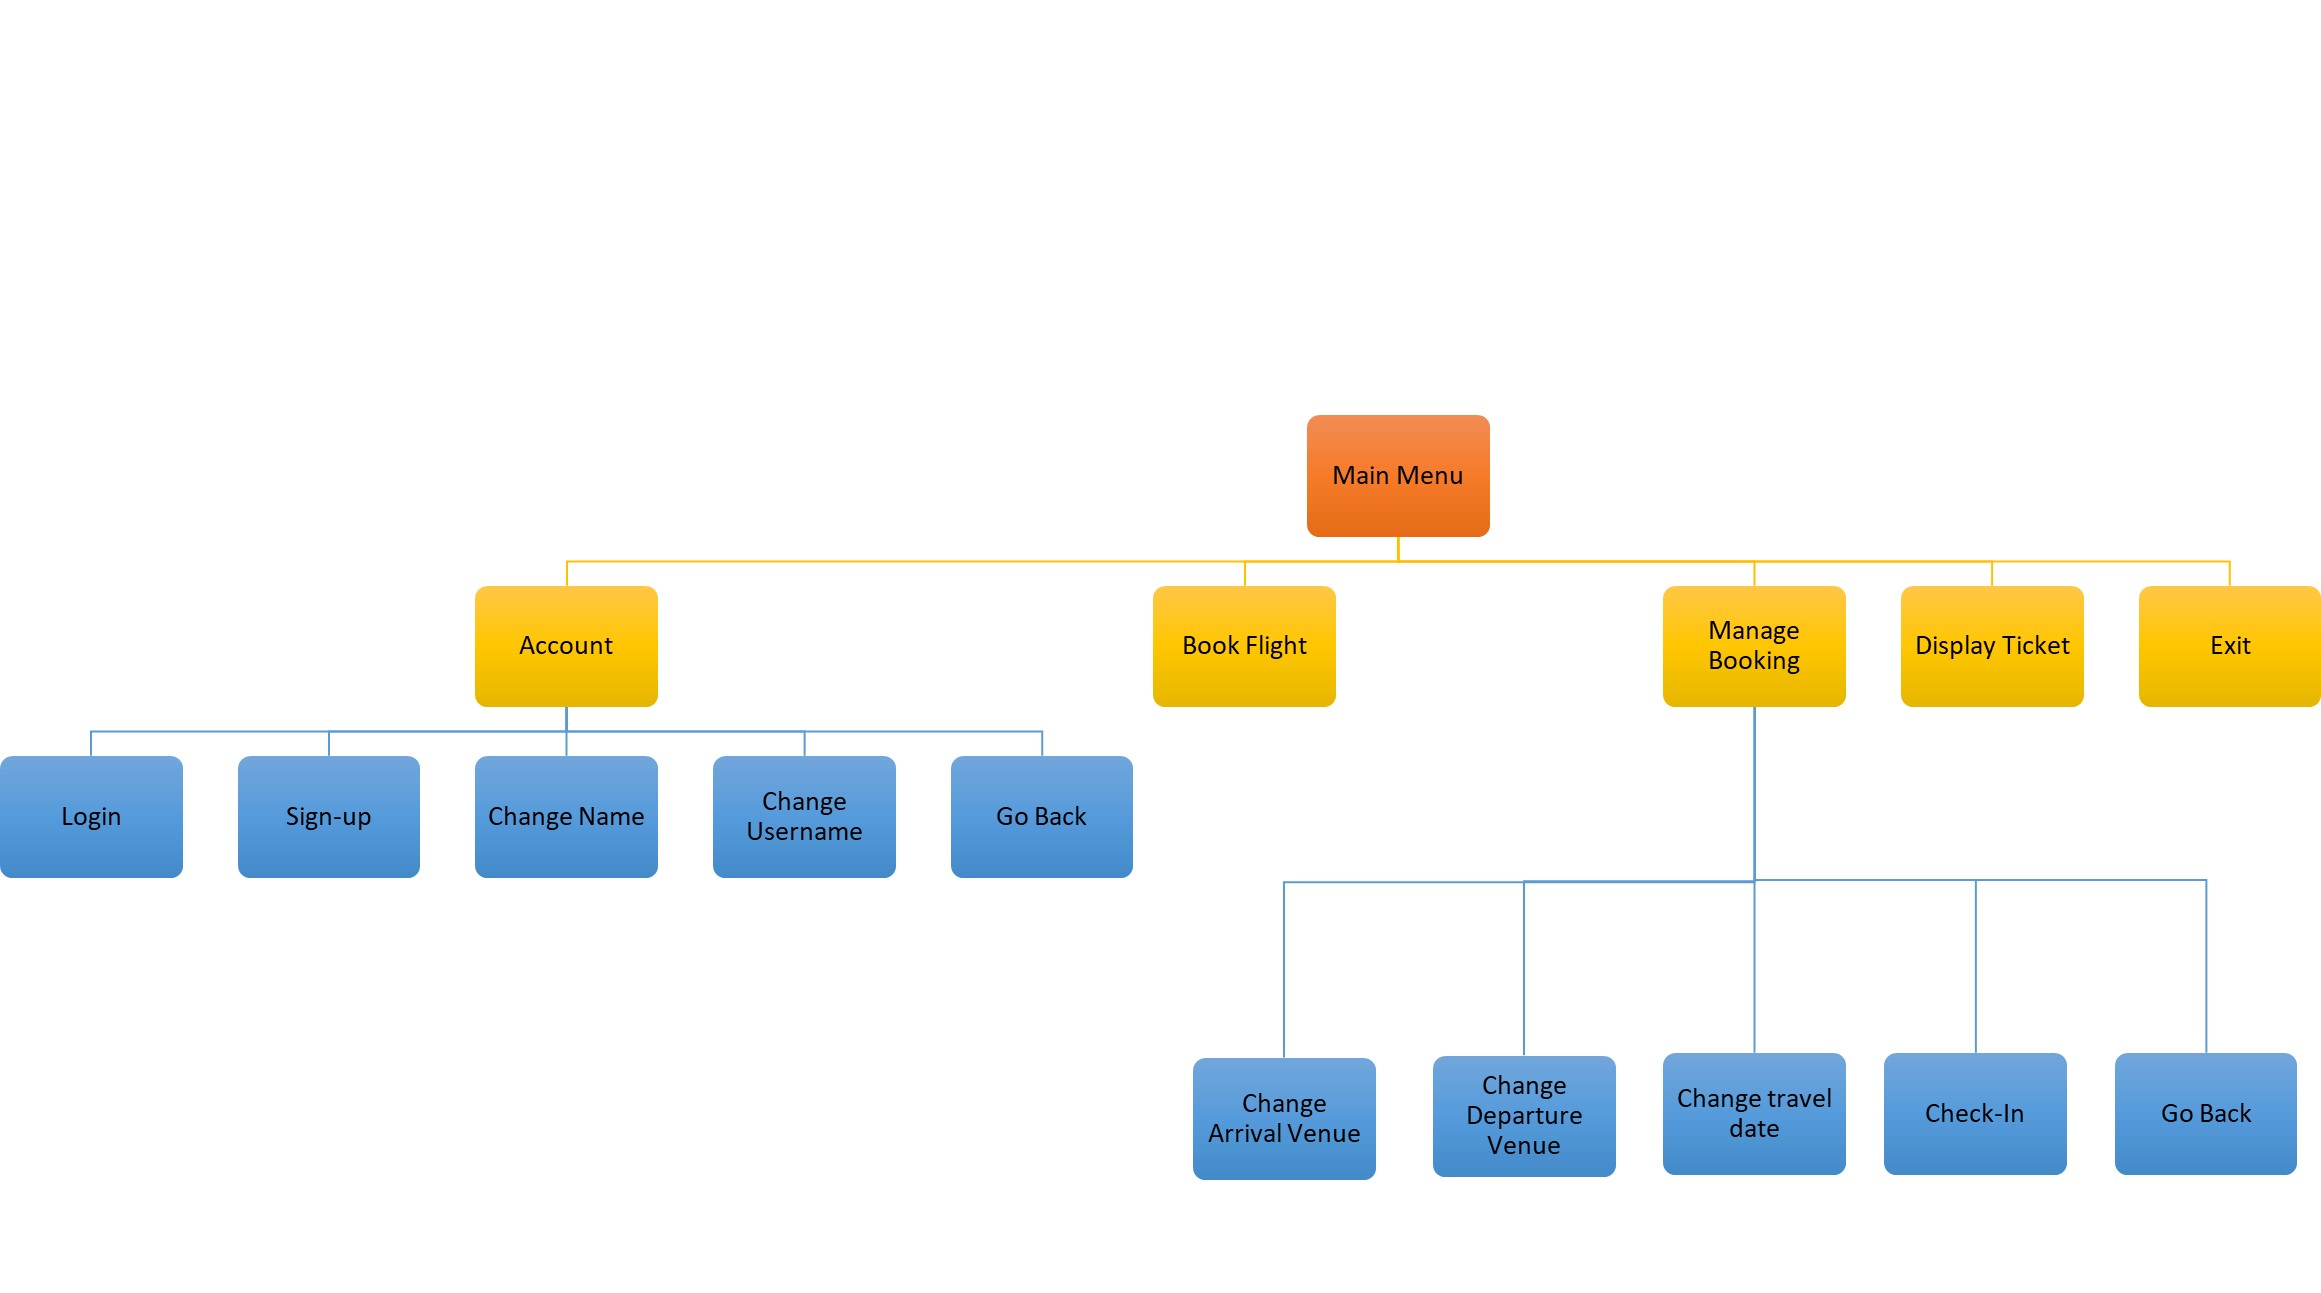 Main Menu
Account
Book Flight
Manage
Booking
Display Ticket
Exit
Login
Sign-up
Change Name
Change
Username
Go Back
Change
Arrival Venue
Change
Departure
Venue
Change travel
date
Check-In
Go Back